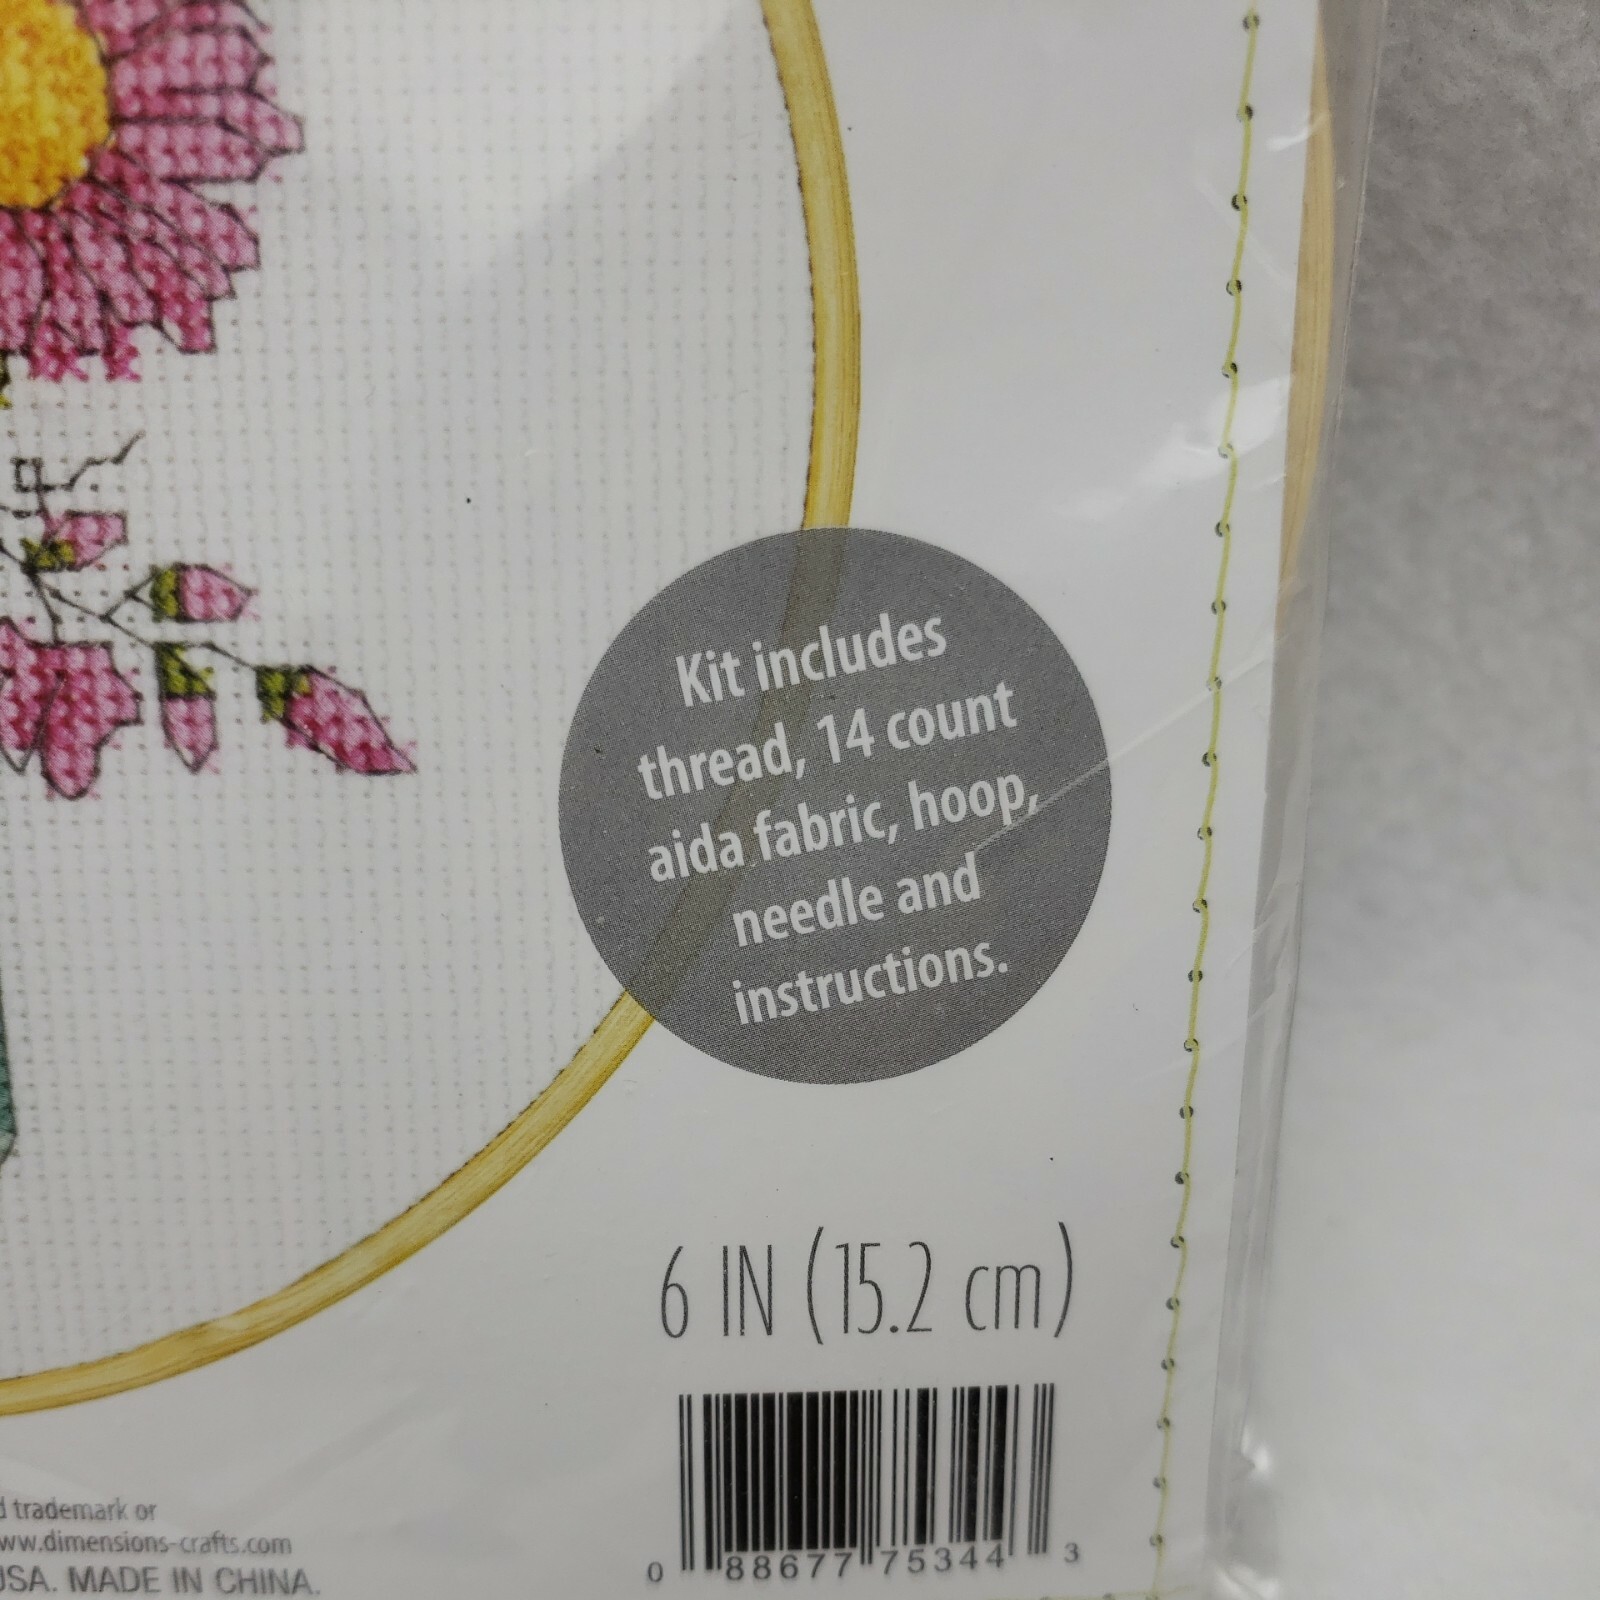 Kit includes
thread, 14 count
aida fabric, hoop,
needle and
instructions.
6 IN (15.2 cm)
0 88677 75344 3
trademark or
www.dimensions-crafts.com
USA. MADE IN CHINA.